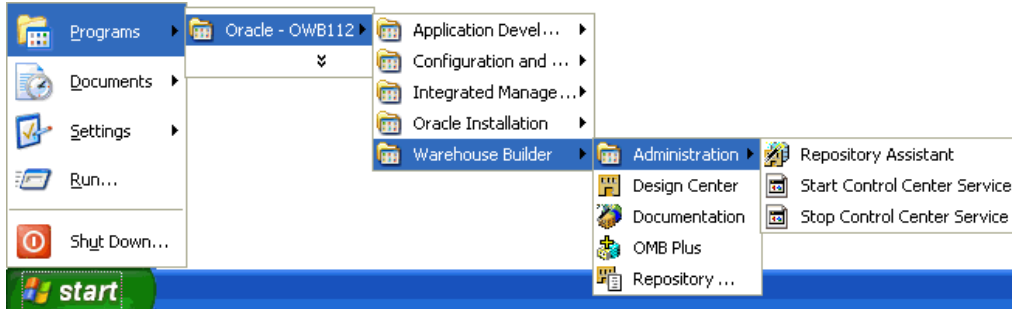 Programs
Documents
Settings
Run...
Shut Down...
start
Oracle - OWB112
Application Devel...
Configuration and ...
Integrated Manage...
Oracle Installation
Warehouse Builder
Administration
Design Center
Documentation
OMB Plus
Repository ...
Repository Assistant
Start Control Center Service
Stop Control Center Service